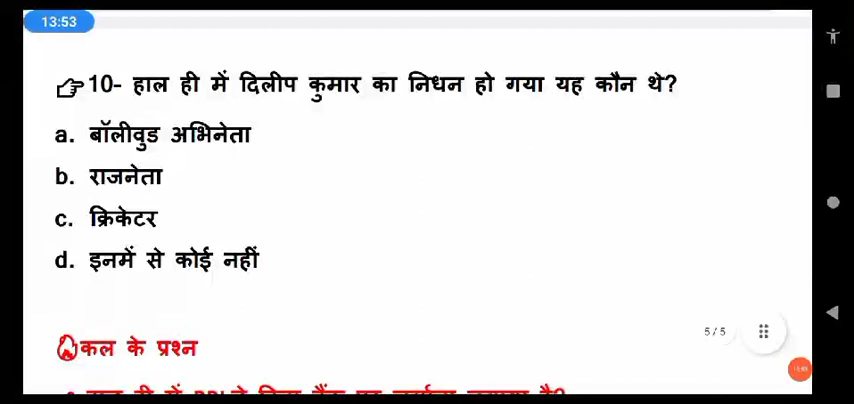 13:53
10- हाल ही में दिलीप कुमार का निधन हो गया यह कौन थे?
a. बॉलीवुड अभिनेता
b. राजनेता
c. क्रिकेटर
d. इनमें से कोई नहीं
5 / 5
कल के प्रश्न